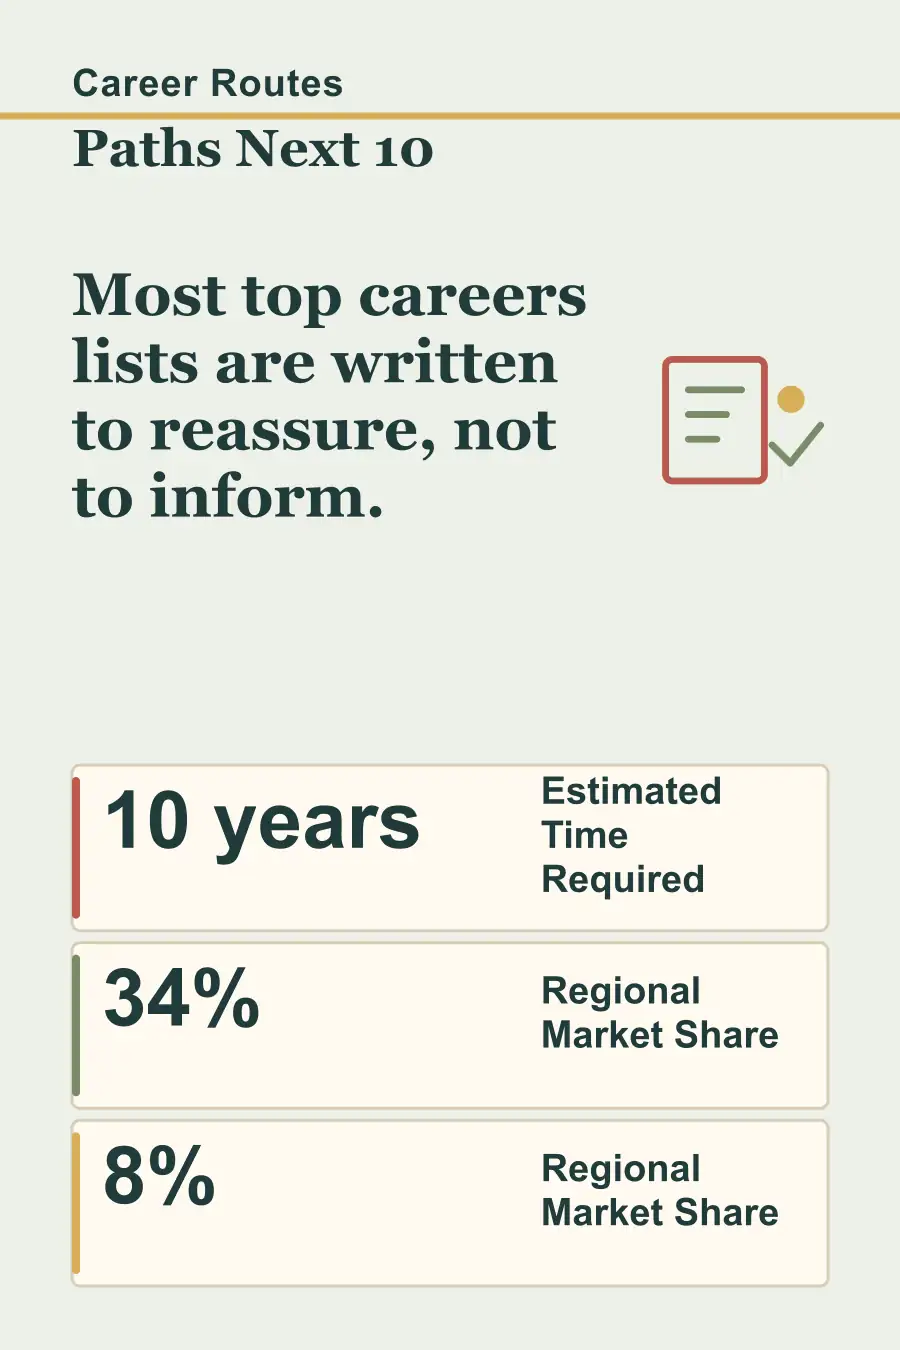 Career Routes
Paths Next 10
Most top careers
lists are written
to reassure, not
to inform.
10 years
Estimated
Time
Required
34%
Regional
Market Share
8%
Regional
Market Share